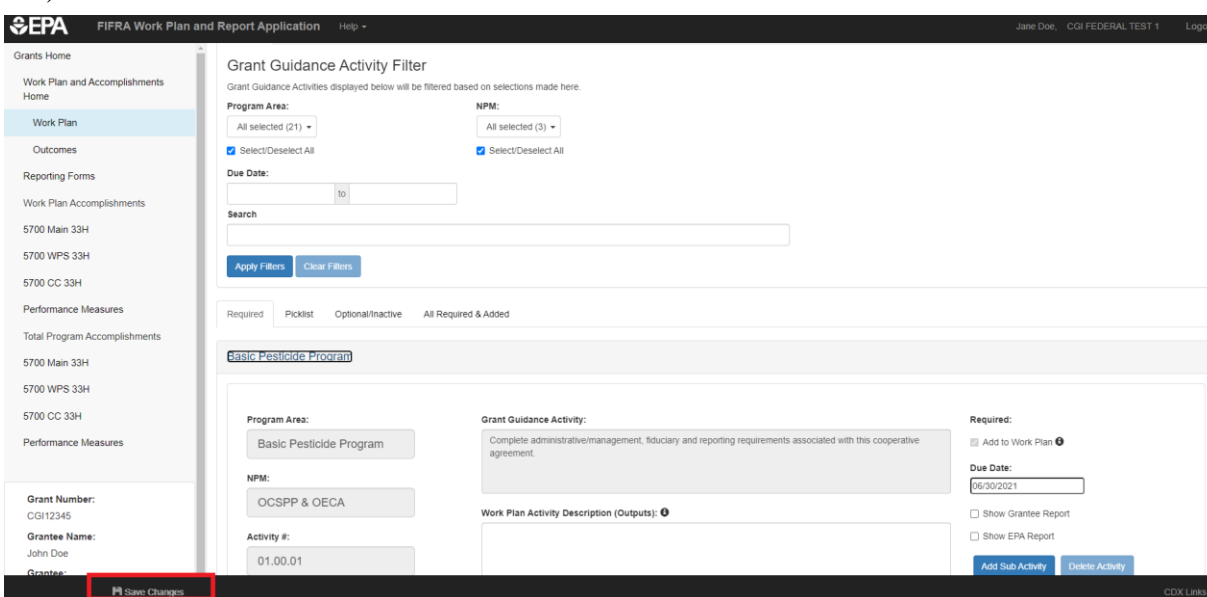 EPA FIFRA Work Plan and Report Application Help Jane Doe, CGI FEDERAL TEST 1 Logo
Grants Home
Work Plan and Accomplishments
Home
Work Plan
Outcomes
Reporting Forms
Work Plan Accomplishments
5700 Main 33H
5700 WPS 33H
5700 CC 33H
Performance Measures
Total Program Accomplishments
5700 Main 33H
5700 WPS 33H
5700 CC 33H
Performance Measures
Grant Number:
CGI12345
Grantee Name:
John Doe
Grantee:
Grant Guidance Activity Filter
Grant Guidance Activities displayed below will be filtered based on selections made here.
Program Area: NPM:
All selected (21) All selected (3)
Select/Deselect All Select/Deselect All
Due Date:
to
Search
Apply Filters Clear Filters
Required Picklist Optional/Inactive All Required & Added
Basic Pesticide Program
Program Area:
Basic Pesticide Program
NPM:
OCSPP & OECA
Activity #:
01.00.01
Grant Guidance Activity:
Complete administrative/management, fiduciary and reporting requirements associated with this cooperative
agreement.
Work Plan Activity Description (Outputs):
Required:
Add to Work Plan
Due Date:
06/30/2021
Show Grantee Report
Show EPA Report
Add Sub Activity Delete Activity
Save Changes CDX Links